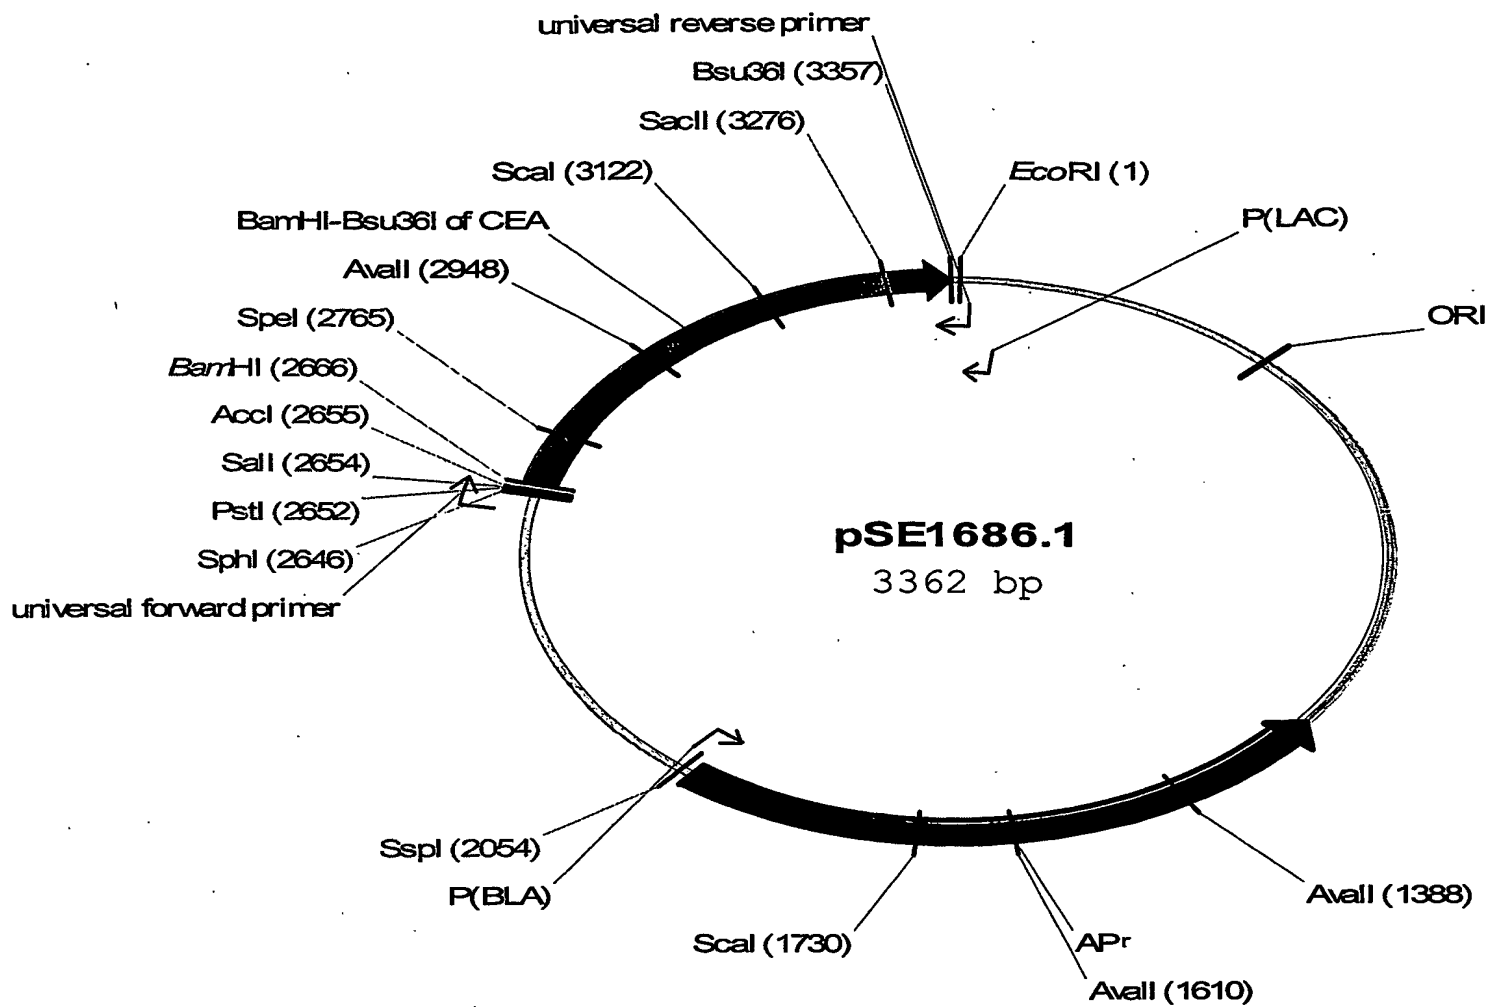 universal reverse primer
Bsu36I (3357)
SacII (3276)
ScaI (3122)
EcoRI (1)
BamHI-Bsu36I of CEA
P(LAC)
AvaII (2948)
SpeI (2765)
ORI
BamHI (2666)
AccI (2655)
SalI (2654)
PstI (2652)
SphI (2646)
universal forward primer
pSE1686.1
3362 bp
SspI (2054)
P(BLA)
AvaII (1388)
ScaI (1730)
APr
AvaII (1610)